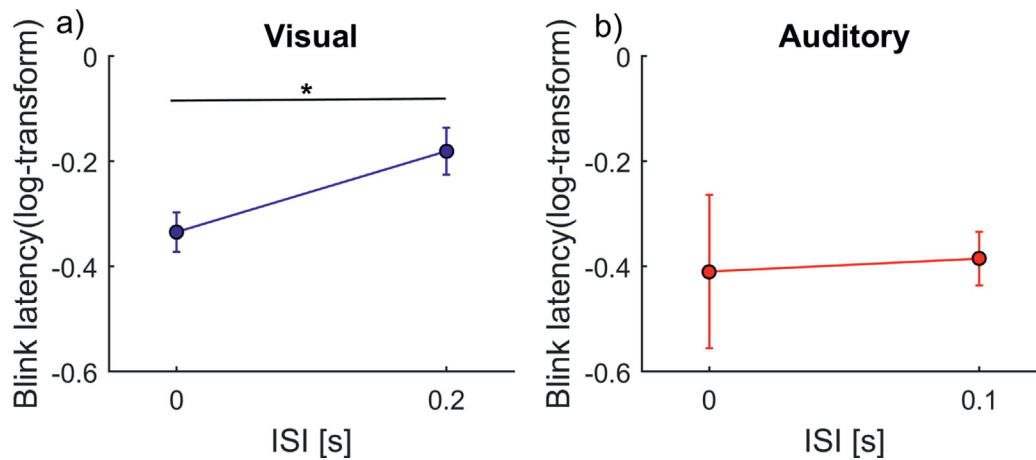 a)
Visual
Blink latency(log-transform)
0
-0.2
-0.4
-0.6
*
0
0.2
ISI [s]
b)
Auditory
Blink latency(log-transform)
0
-0.2
-0.4
-0.6
0
0.1
ISI [s]